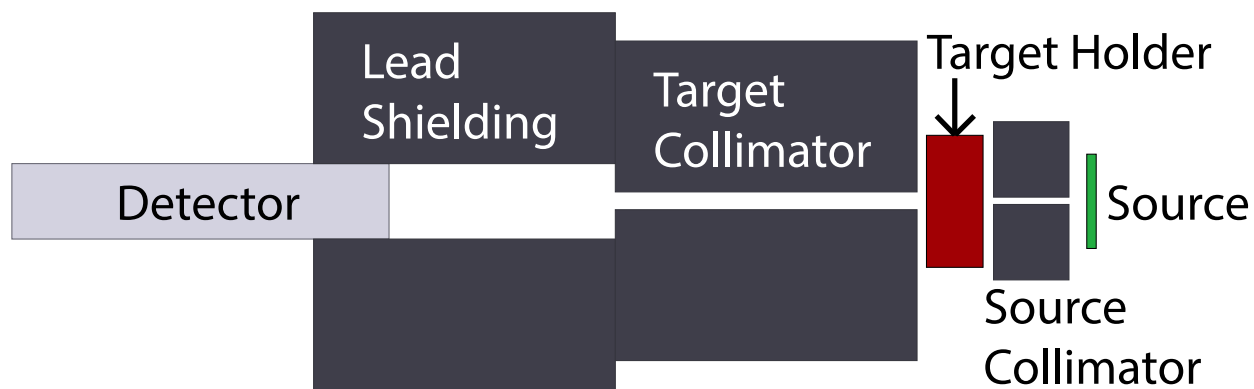 Lead
Shielding
Target
Collimator
Target Holder
Detector
Source
Source
Collimator